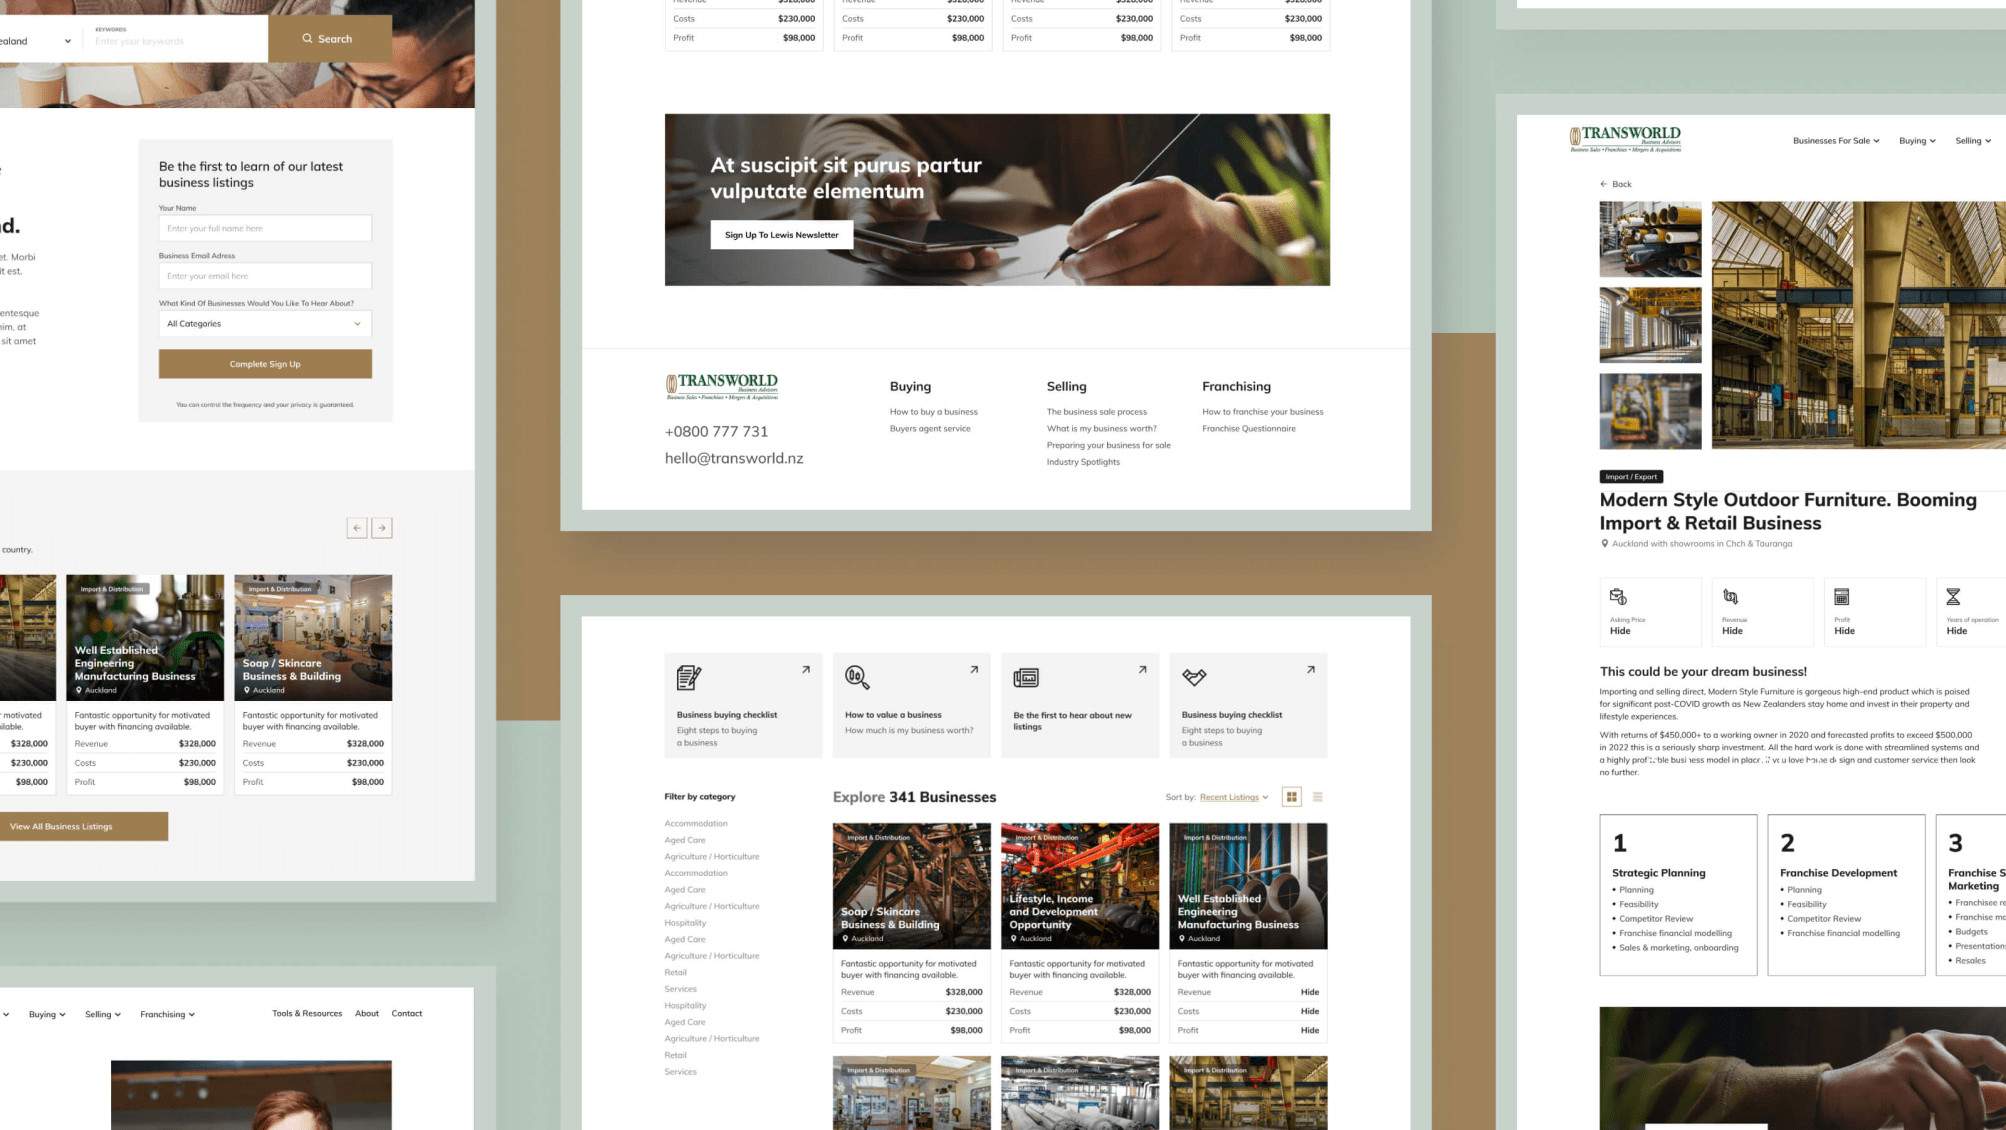 ealand
KEYWORDS
Enter your keywords
Search
Be the first to learn of our latest
business listings
Your Name
Enter your full name here
Business Email Adress
Enter your email here
What Kind Of Businesses Would You Like To Hear About?
All Categories
Complete Sign Up
You can control the frequency and your privacy is guaranteed.
d.
et. Morbi
it est,
entesque
nim, at
sit amet
country.
Import & Distribution
Well Established
Engineering
Manufacturing Business
Auckland
Import & Distribution
Soap / Skincare
Business & Building
Auckland
motivated
ilable.
$328,000
$230,000
$98,000
Fantastic opportunity for motivated
buyer with financing available.
Revenue $328,000
Costs $230,000
Profit $98,000
Fantastic opportunity for motivated
buyer with financing available.
Revenue $328,000
Costs $230,000
Profit $98,000
View All Business Listings
Buying
Selling
Franchising
Tools & Resources
About
Contact
Costs $230,000
Profit $98,000
Costs $230,000
Profit $98,000
Costs $230,000
Profit $98,000
Costs $230,000
Profit $98,000
At suscipit sit purus partur
vulputate elementum
Sign Up To Lewis Newsletter
TRANSWORLD
Business Advisors
Business Sales • Franchises • Mergers & Acquisitions
+0800 777 731
hello@transworld.nz
Buying
How to buy a business
Buyers agent service
Selling
The business sale process
What is my business worth?
Preparing your business for sale
Industry Spotlights
Franchising
How to franchise your business
Franchise Questionnaire
Business buying checklist
Eight steps to buying
a business
How to value a business
How much is my business worth?
Be the first to hear about new
listings
Business buying checklist
Eight steps to buying
a business
Filter by category
Accommodation
Aged Care
Agriculture / Horticulture
Accommodation
Aged Care
Agriculture / Horticulture
Hospitality
Aged Care
Agriculture / Horticulture
Retail
Services
Hospitality
Aged Care
Agriculture / Horticulture
Retail
Services
Explore 341 Businesses
Sort by: Recent Listings
Import & Distribution
Soap / Skincare
Business & Building
Auckland
Fantastic opportunity for motivated
buyer with financing available.
Revenue $328,000
Costs $230,000
Profit $98,000
Import & Distribution
Lifestyle, Income
and Development
Opportunity
Auckland
Fantastic opportunity for motivated
buyer with financing available.
Revenue $328,000
Costs $230,000
Profit $98,000
Import & Distribution
Well Established
Engineering
Manufacturing Business
Auckland
Fantastic opportunity for motivated
buyer with financing available.
Revenue Hide
Costs Hide
Profit Hide
Import & Distribution
Import & Distribution
Import & Distribution
TRANSWORLD
Business Advisors
Business Sales • Franchises • Mergers & Acquisitions
Businesses For Sale
Buying
Selling
Back
Import / Export
Modern Style Outdoor Furniture. Booming
Import & Retail Business
Auckland with showrooms in Chch & Tauranga
Asking Price
Hide
Revenue
Hide
Profit
Hide
Years of operation
Hide
This could be your dream business!
Importing and selling direct, Modern Style Furniture is gorgeous high-end product which is poised
for significant post-COVID growth as New Zealanders stay home and invest in their property and
lifestyle experiences.
With returns of $450,000+ to a working owner in 2020 and forecasted profits to exceed $500,000
in 2022 this is a seriously sharp investment. All the hard work is done with streamlined systems and
a highly business model in place. love design and customer service then look
no further.
1
Strategic Planning
• Planning
• Feasibility
• Competitor Review
• Franchise financial modelling
• Sales & marketing, onboarding
2
Franchise Development
• Planning
• Feasibility
• Competitor Review
• Franchise financial modelling
3
Franchise S
Marketing
• Franchisee re
• Franchise ma
• Budgets
• Presentations
• Resales